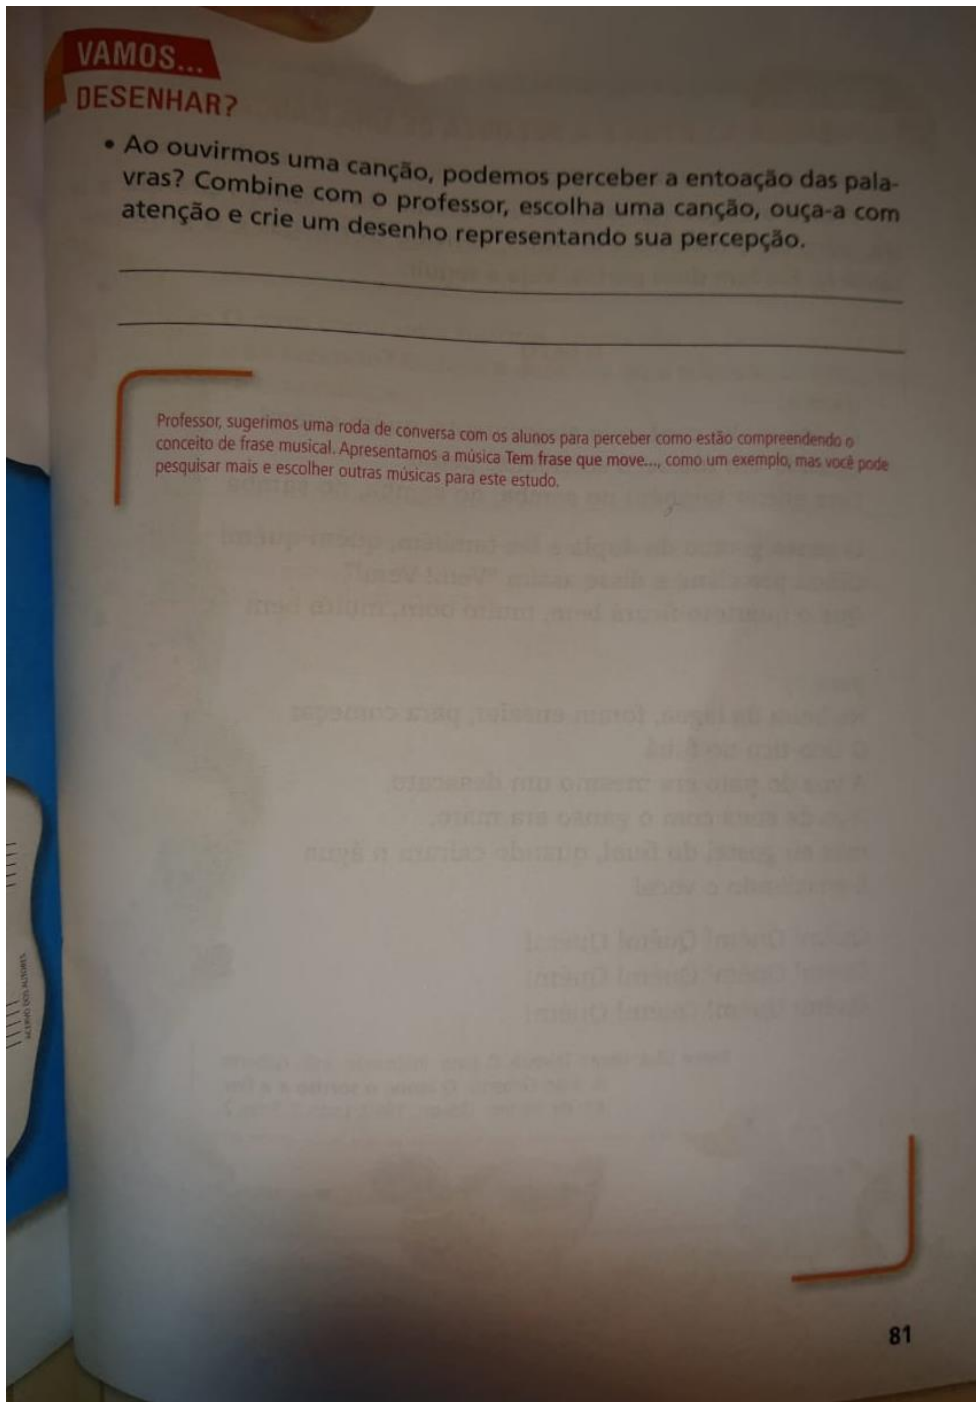 VAMOS...
DESENHAR?
• Ao ouvirmos uma canção, podemos perceber a entoação das pala-
vras? Combine com o professor, escolha uma canção, ouça-a com
atenção e crie um desenho representando sua percepção.
Professor, sugerimos uma roda de conversa com os alunos para perceber como estão compreendendo o
conceito de frase musical. Apresentamos a música Tem frase que move..., como um exemplo, mas você pode
pesquisar mais e escolher outras músicas para este estudo.
ACERVO DOS AUTORES
81